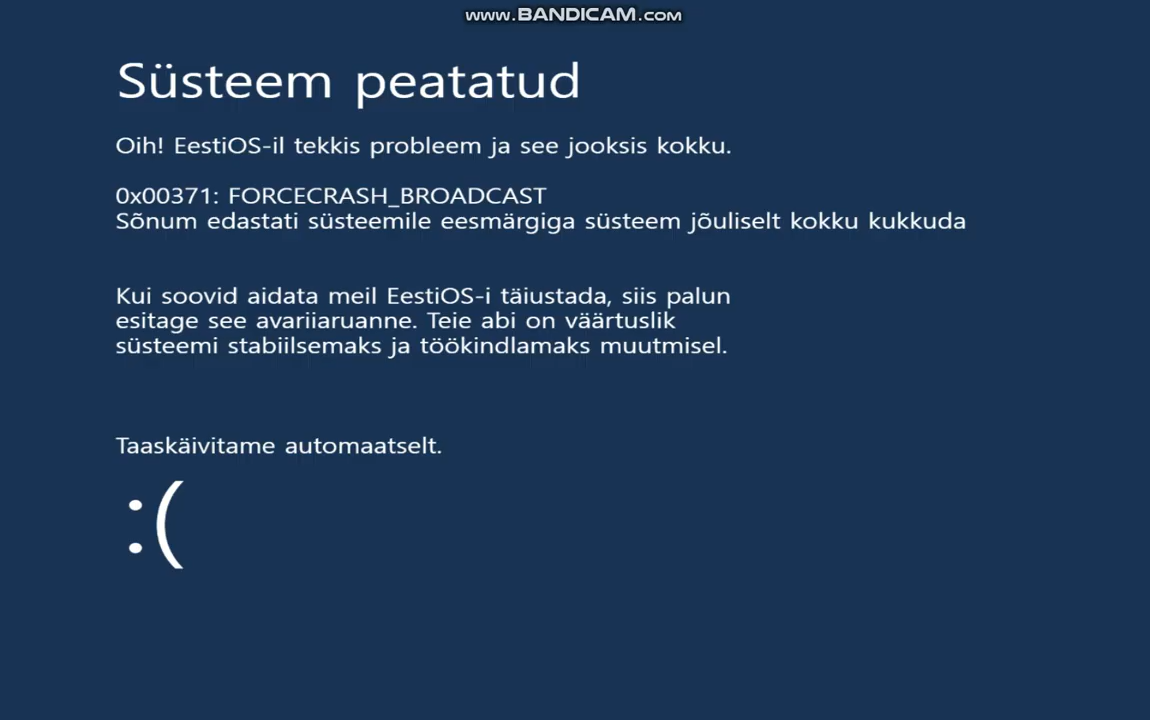 www.BANDICAM.com
Süsteem peatatud
Oih! EestiOS-il tekkis probleem ja see jooksis kokku.
0x00371: FORCECRASH_BROADCAST
Sõnum edastati süsteemile eesmärgiga süsteem jõuliselt kokku kukkuda
Kui soovid aidata meil EestiOS-i täiustada, siis palun
esitage see avariiaruanne. Teie abi on väärtuslik
süsteemi stabiilsemaks ja töökindlamaks muutmisel.
Taaskäivitame automaatselt.
:(